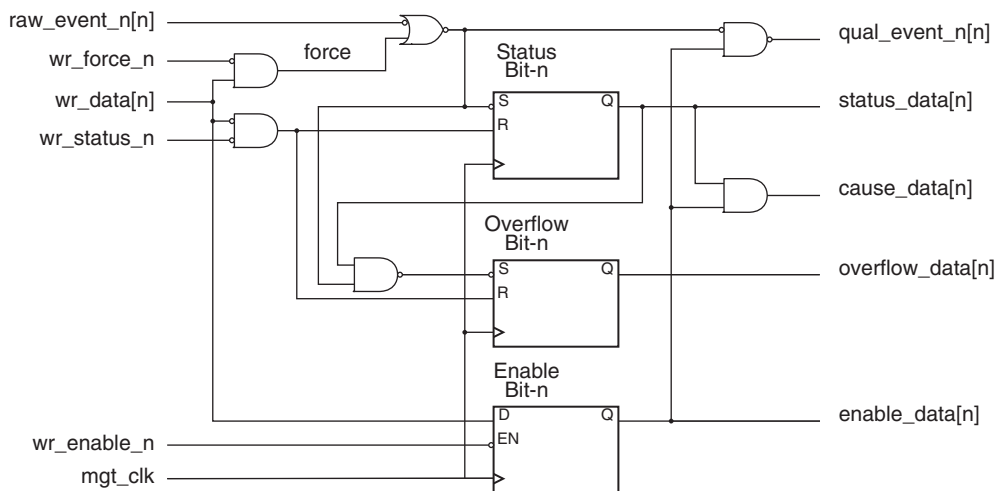 raw_event_n[n]
qual_event_n[n]
force
wr_force_n
Status
Bit-n
wr_data[n]
S
Q
status_data[n]
R
wr_status_n
cause_data[n]
Overflow
Bit-n
S
Q
overflow_data[n]
R
Enable
Bit-n
D
Q
enable_data[n]
wr_enable_n
EN
mgt_clk